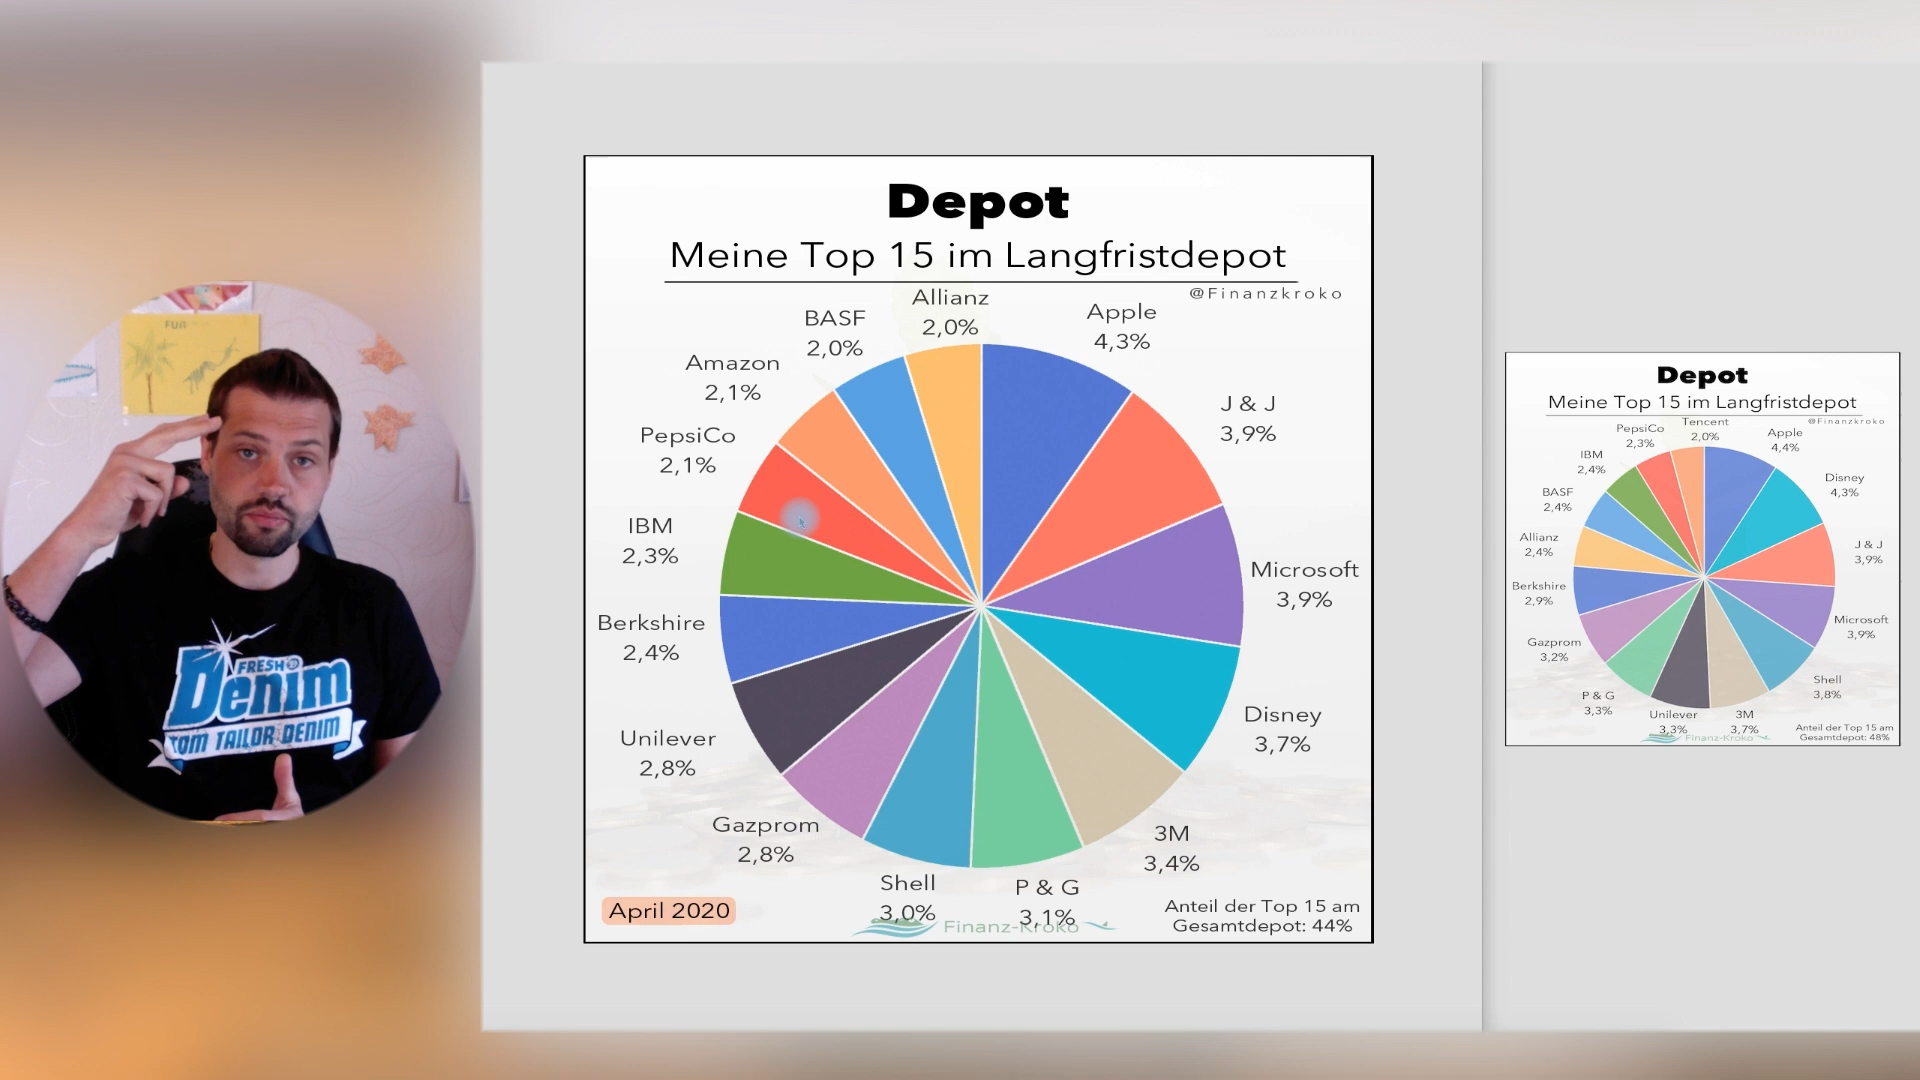 FUII
FRESH
Denim
TOM TAILOR DENIM
Depot
Meine Top 15 im Langfristdepot
@Finanzkroko
Allianz
2,0%
Apple
4,3%
J & J
3,9%
Microsoft
3,9%
Disney
3,7%
3M
3,4%
P & G
3,1%
Shell
3,0%
Gazprom
2,8%
Unilever
2,8%
Berkshire
2,4%
IBM
2,3%
PepsiCo
2,1%
Amazon
2,1%
BASF
2,0%
April 2020
Finanz-Kroko
Anteil der Top 15 am
Gesamtdepot: 44%
Depot
Meine Top 15 im Langfristdepot
@Finanzkroko
Tencent
2,0%
Apple
4,4%
Disney
4,3%
J & J
3,9%
Microsoft
3,9%
Shell
3,8%
3M
3,7%
Unilever
3,3%
P & G
3,3%
Gazprom
3,2%
Berkshire
2,9%
Allianz
2,4%
BASF
2,4%
IBM
2,4%
PepsiCo
2,3%
Finanz-Kroko
Anteil der Top 15 am
Gesamtdepot: 48%